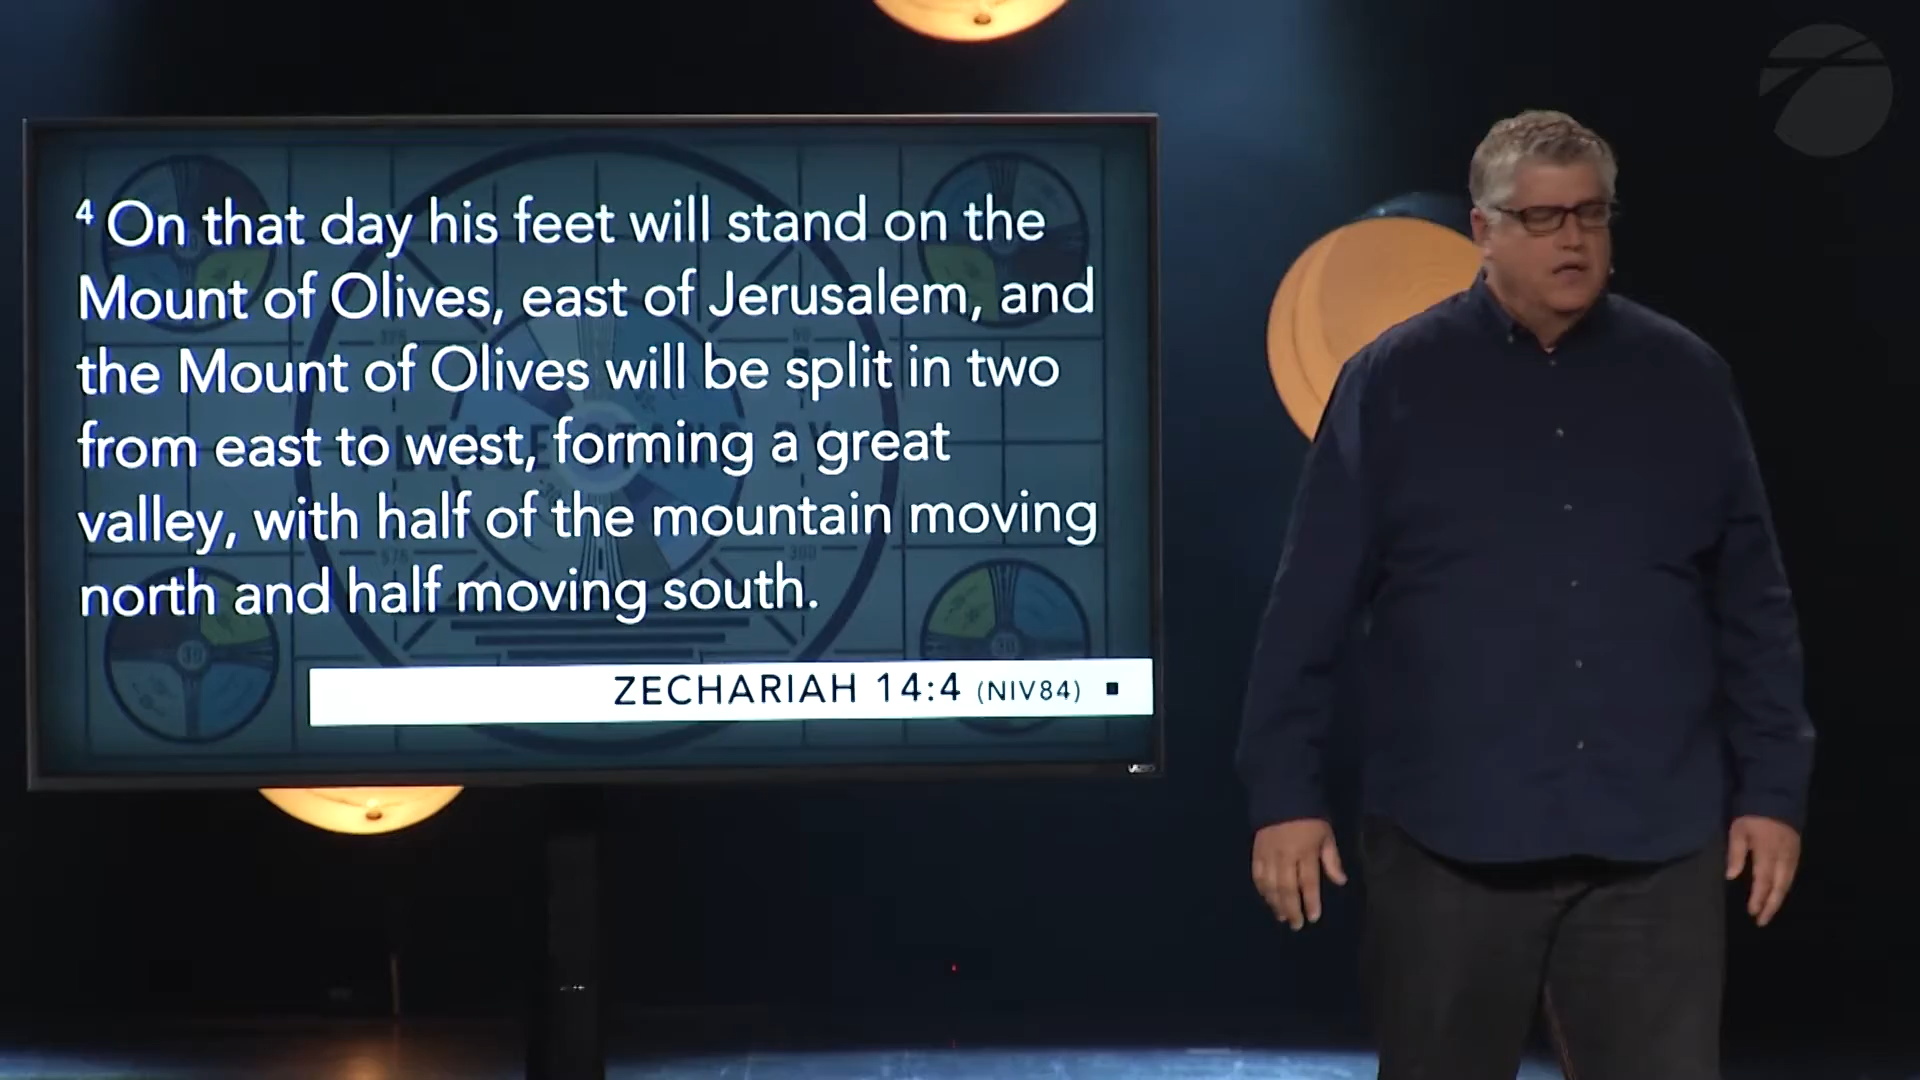 4 On that day his feet will stand on the
Mount of Olives, east of Jerusalem, and
the Mount of Olives will be split in two
from east to west, forming a great
valley, with half of the mountain moving
north and half moving south.
ZECHARIAH 14:4 (NIV84)